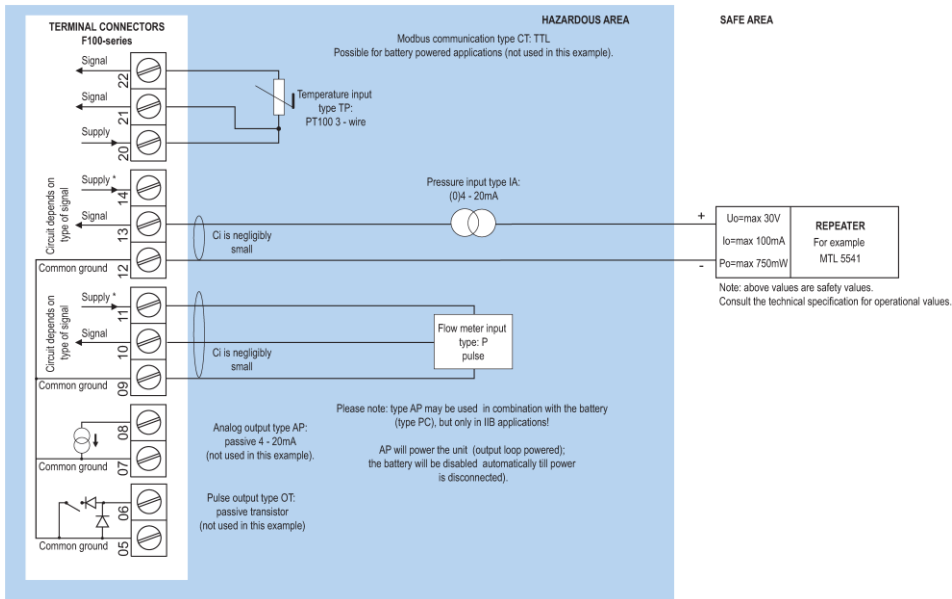 HAZARDOUS AREA
SAFE AREA
TERMINAL CONNECTORS
F100-series
Modbus communication type CT: TTL
Possible for battery powered applications (not used in this example).
Signal
22
Signal
21
Supply
20
Temperature input
type TP:
PT100 3 - wire
Circuit depends on
type of signal
Supply *
14
Signal
13
Common ground
12
Ci is negligibly
small
Pressure input type IA:
(0)4 - 20mA
+
-
Uo=max 30V
Io=max 100mA
Po=max 750mW
REPEATER
For example
MTL 5541
Note: above values are safety values.
Consult the technical specification for operational values.
Circuit depends on
type of signal
Supply *
11
Signal
10
Common ground
09
Ci is negligibly
small
Flow meter input
type: P
pulse
08
Common ground
07
Analog output type AP:
passive 4 - 20mA
(not used in this example).
Please note: type AP may be used in combination with the battery
(type PC), but only in IIB applications!
AP will power the unit (output loop powered);
the battery will be disabled automatically till power
is disconnected).
06
Common ground
05
Pulse output type OT:
passive transistor
(not used in this example)